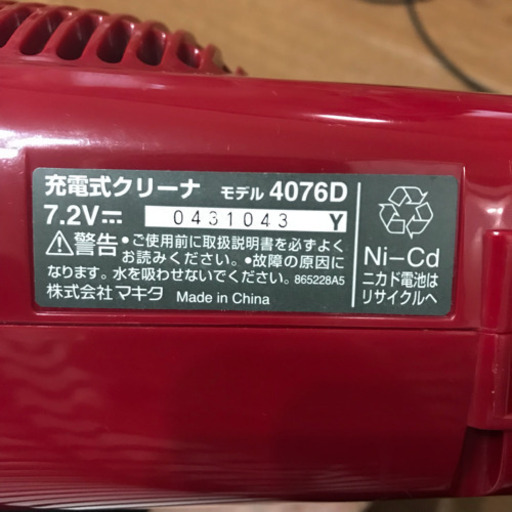 充電式クリーナ モデル 4076D
7.2V⎓ 0431043 Y
⚠警告 •ご使用前に取扱説明書を必ずよく
お読みください。•故障の原因に
なります。水を吸わせないでください。 865228A5
株式会社 マキタ Made in China
Ni-Cd
ニカド電池は
リサイクルへ